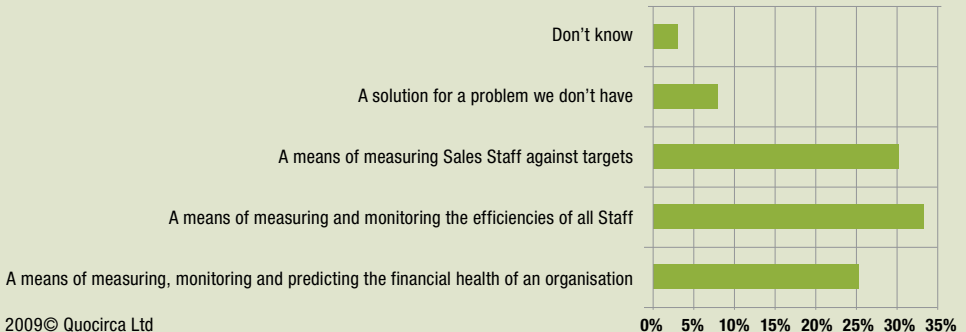 Don’t know
A solution for a problem we don’t have
A means of measuring Sales Staff against targets
A means of measuring and monitoring the efficiencies of all Staff
A means of measuring, monitoring and predicting the financial health of an organisation
2009© Quocirca Ltd
0% 5% 10% 15% 20% 25% 30% 35%